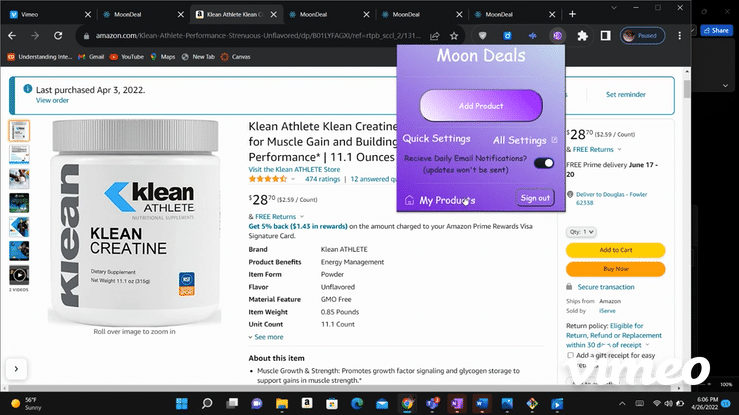 Vimeo
MoonDeal
Klean Athlete Klean C
MoonDeal
MoonDeal
MoonDeal
Share
amazon.com/Klean-Athlete-Performance-Strenuous-Unflavored/dp/B01LYFAGXI/ref=rtpb_sccl_2/131...
Paused
Understanding Inte...
Gmail
YouTube
Maps
New Tab
Canvas
Moon Deals
Add Product
Quick Settings
All Settings
Recieve Daily Email Notifications?
(updates won't be sent)
My Products
Sign out
Last purchased Apr 3, 2022.
View order
Set reminder
Klean Athlete Klean Creatine
for Muscle Gain and Building
Performance* | 11.1 Ounces
Visit the Klean ATHLETE Store
474 ratings | 12 answered qu
$28⁷⁰ ($2.59 / Count)
& FREE Returns
Get 5% back ($1.43 in rewards) on the amount charged to your Amazon Prime Rewards Visa
Signature Card.
Brand Klean ATHLETE
Product Benefits Energy Management
Item Form Powder
Flavor Unflavored
Material Feature GMO Free
Item Weight 0.85 Pounds
Unit Count 11.1 Count
See more
About this item
• Muscle Growth & Strength: Promotes growth factor signaling and glycogen storage to
support gains in muscle strength.*
klean
klean
ATHLETE
NUTRITIONAL SUPPLEMENTS
KLEAN
CREATINE
Dietary Supplement
Net Weight 11.1 oz (315g)
NSF
Roll over image to zoom in
2 VIDEOS
$28⁷⁰ ($2.59 / Count)
& FREE Returns
FREE Prime delivery June 17 -
20
Deliver to Douglas - Fowler
62338
Qty: 1
Add to Cart
Buy Now
Secure transaction
Ships from Amazon
Sold by iServe
Return policy: Eligible for
Return, Refund or Replacement
within 30 days of receipt
Add a gift receipt for easy
vimeo
100%
56°F
Sunny
6:06 PM
4/26/2022